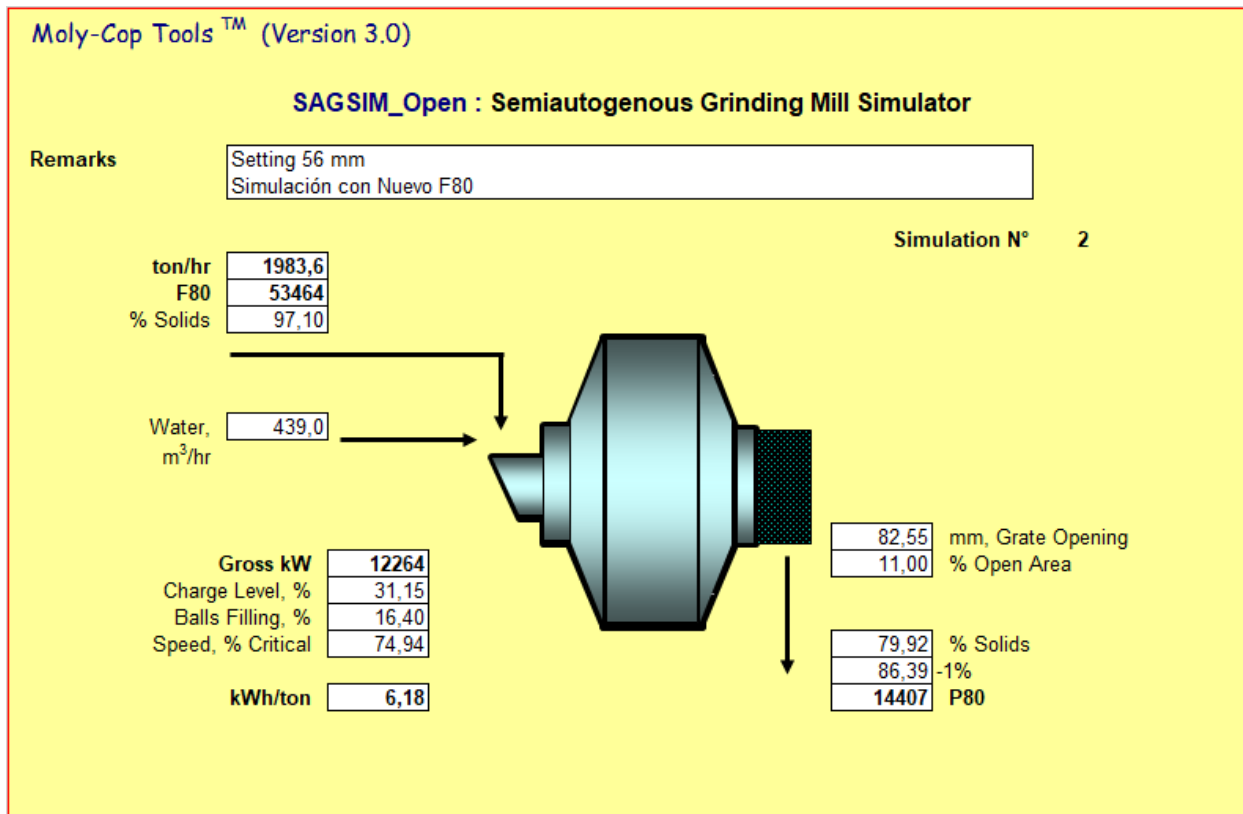 Moly-Cop Tools TM (Version 3.0)
SAGSIM_Open : Semiautogenous Grinding Mill Simulator
Remarks
Setting 56 mm
Simulación con Nuevo F80
Simulation N° 2
ton/hr 1983,6
F80 53464
% Solids 97,10
Water, 439,0
m3/hr
82,55 mm, Grate Opening
11,00 % Open Area
Gross kW 12264
Charge Level, % 31,15
Balls Filling, % 16,40
Speed, % Critical 74,94
kWh/ton 6,18
79,92 % Solids
86,39 -1%
14407 P80